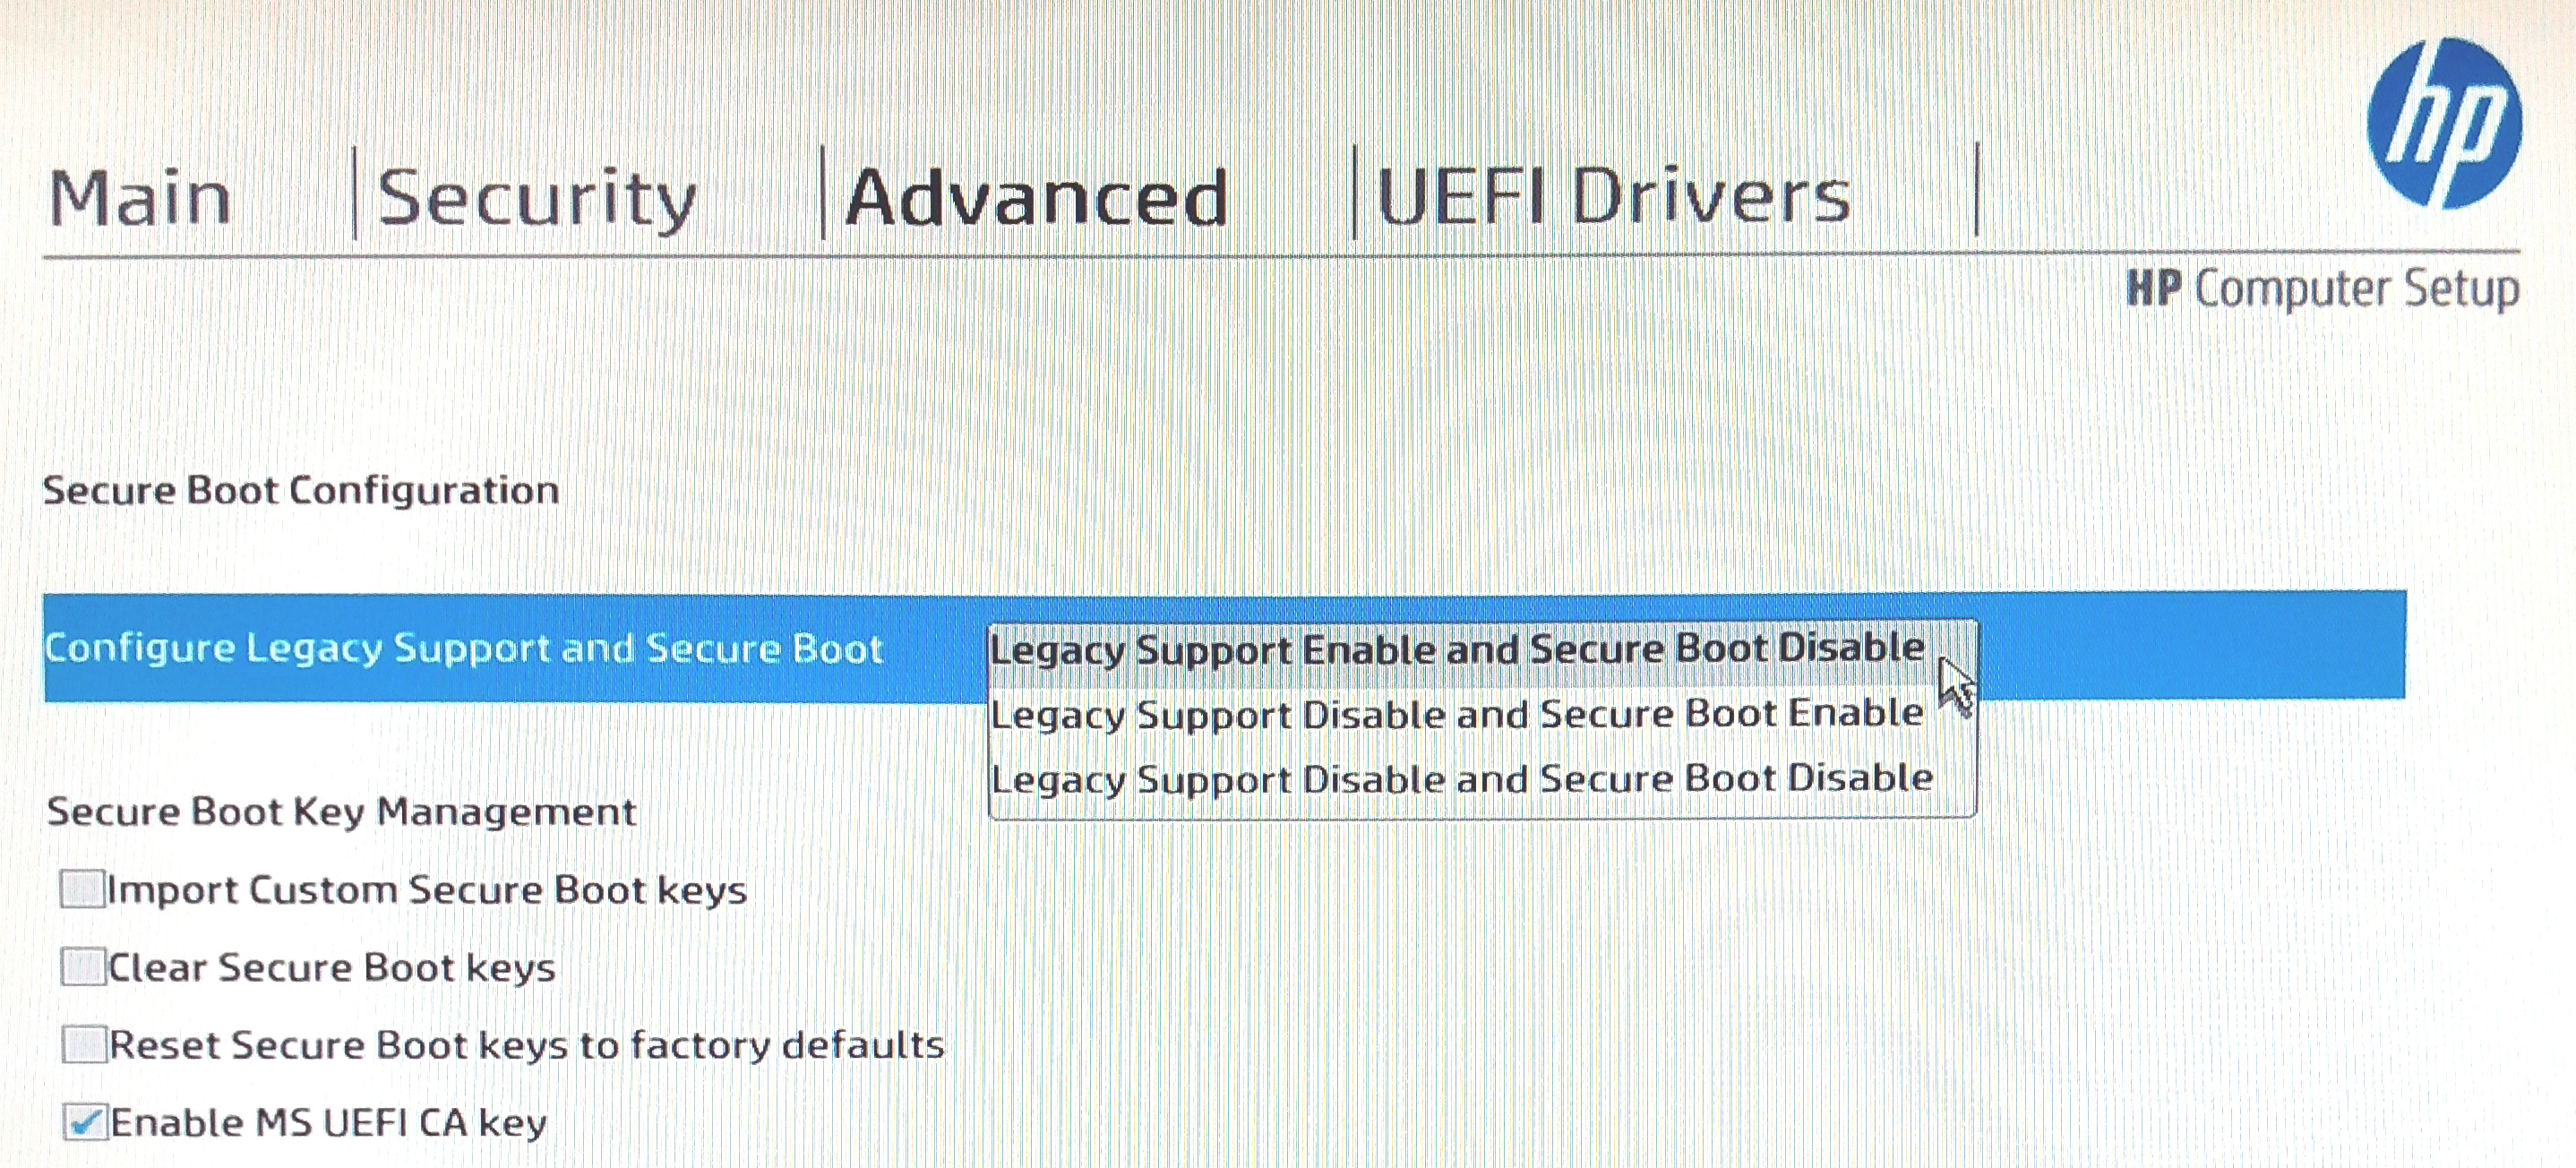 hp
Main Security Advanced UEFI Drivers
HP Computer Setup
Secure Boot Configuration
Configure Legacy Support and Secure Boot
Legacy Support Enable and Secure Boot Disable
Legacy Support Disable and Secure Boot Enable
Legacy Support Disable and Secure Boot Disable
Secure Boot Key Management
Import Custom Secure Boot keys
Clear Secure Boot keys
Reset Secure Boot keys to factory defaults
Enable MS UEFI CA key